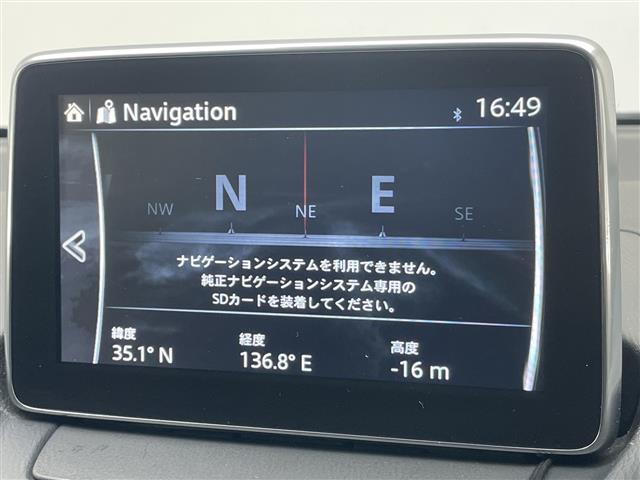 Navigation
16:49
N E
NW NE SE
ナビゲーションシステムを利用できません。
純正ナビゲーションシステム専用の
SDカードを装着してください。
緯度 経度 高度
35.1° N 136.8° E -16 m